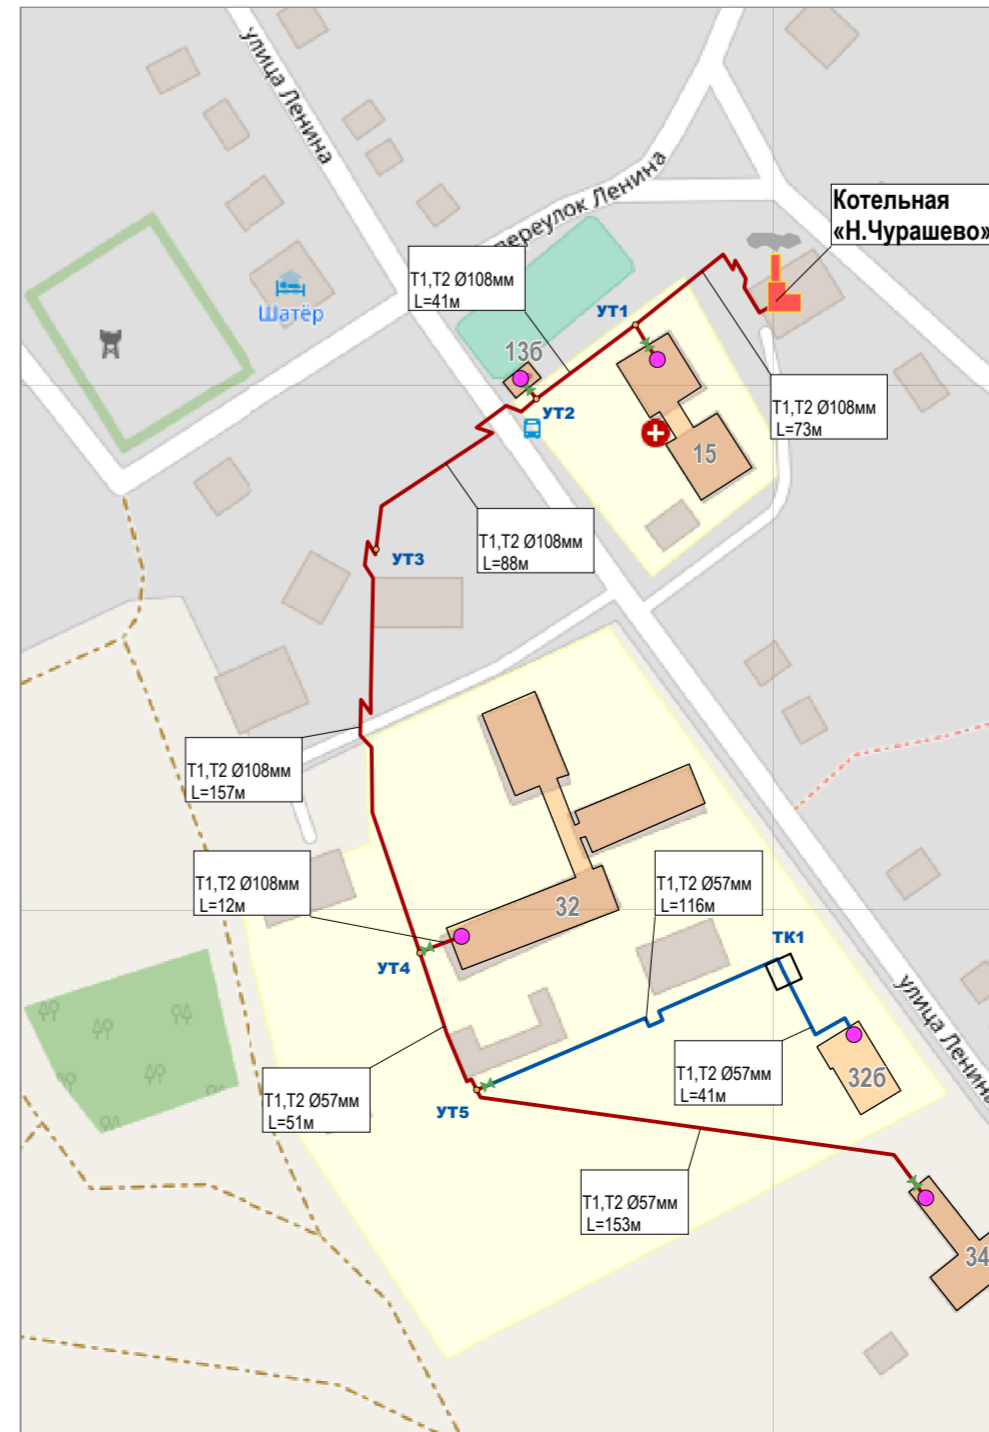 улица Ленина
переулок Ленина
Котельная
«Н.Чурашево»
Т1,Т2 Ø108мм
L=41м
УТ1
Шатёр
13б
УТ2
Т1,Т2 Ø108мм
L=73м
15
Т1,Т2 Ø108мм
L=88м
УТ3
Т1,Т2 Ø108мм
L=157м
Т1,Т2 Ø108мм
L=12м
Т1,Т2 Ø57мм
L=116м
32
ТК1
УТ4
улица Ленина
Т1,Т2 Ø57мм
L=51м
Т1,Т2 Ø57мм
L=41м
32б
УТ5
Т1,Т2 Ø57мм
L=153м
34